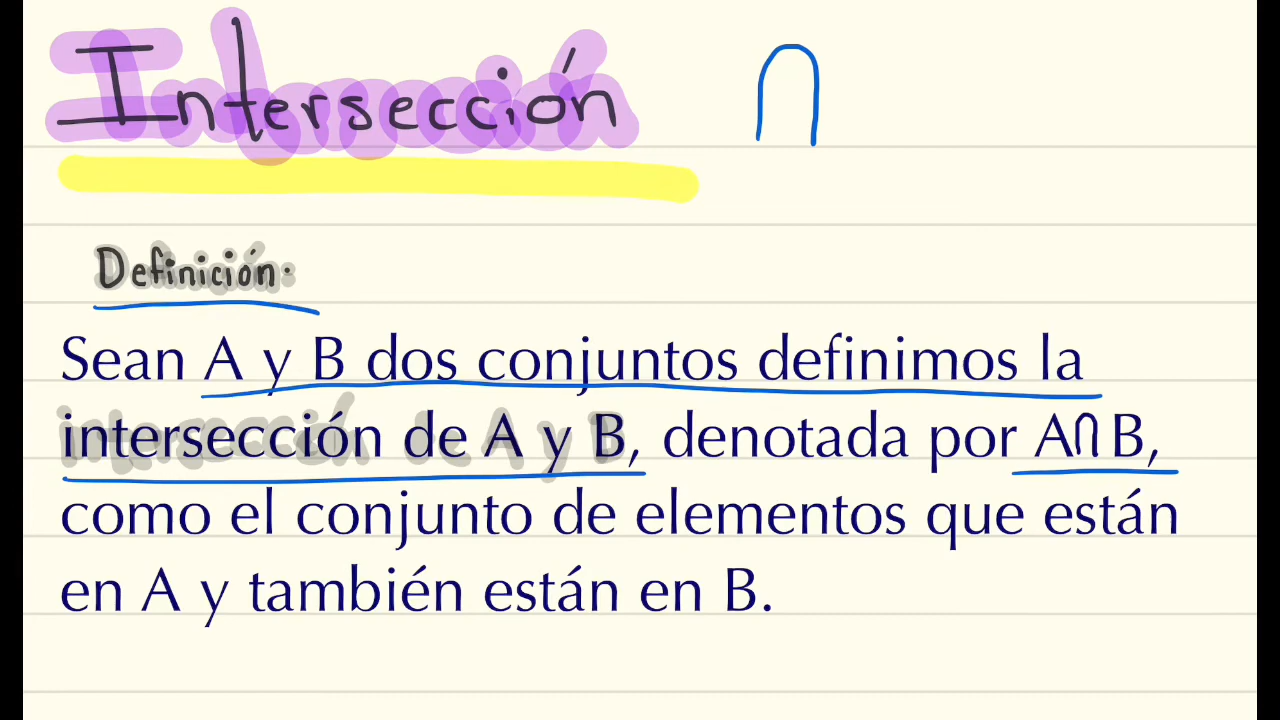 Intersección ∩
Definición:
Sean A y B dos conjuntos definimos la
intersección de A y B, denotada por A∩B,
como el conjunto de elementos que están
en A y también están en B.